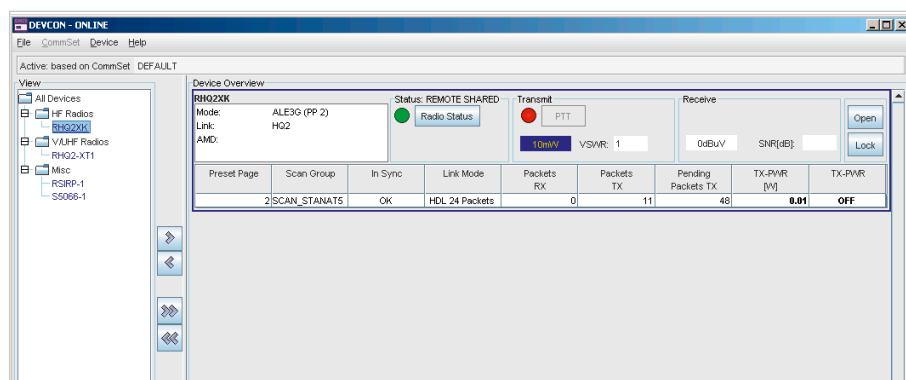 DEVCON - ONLINE
File CommSet Device Help
Active: based on CommSet DEFAULT
View
All Devices
HF Radios
RHQ2XK
V/UHF Radios
RHQ2-XT1
Misc
RSIRP-1
S5066-1
Device Overview
RHQ2XK
Mode: ALE3G (PP 2)
Link: HQ2
AMD:
Status: REMOTE SHARED
Radio Status
Transmit
PTT
10mW VSWR: 1
Receive
0dBuV SNR[dB]:
Open
Lock
Preset Page Scan Group In Sync Link Mode Packets RX Packets TX Pending Packets TX TX-PWR [W] TX-PWR
2 SCAN_STANAT5 OK HDL 24 Packets 0 11 48 0.01 OFF